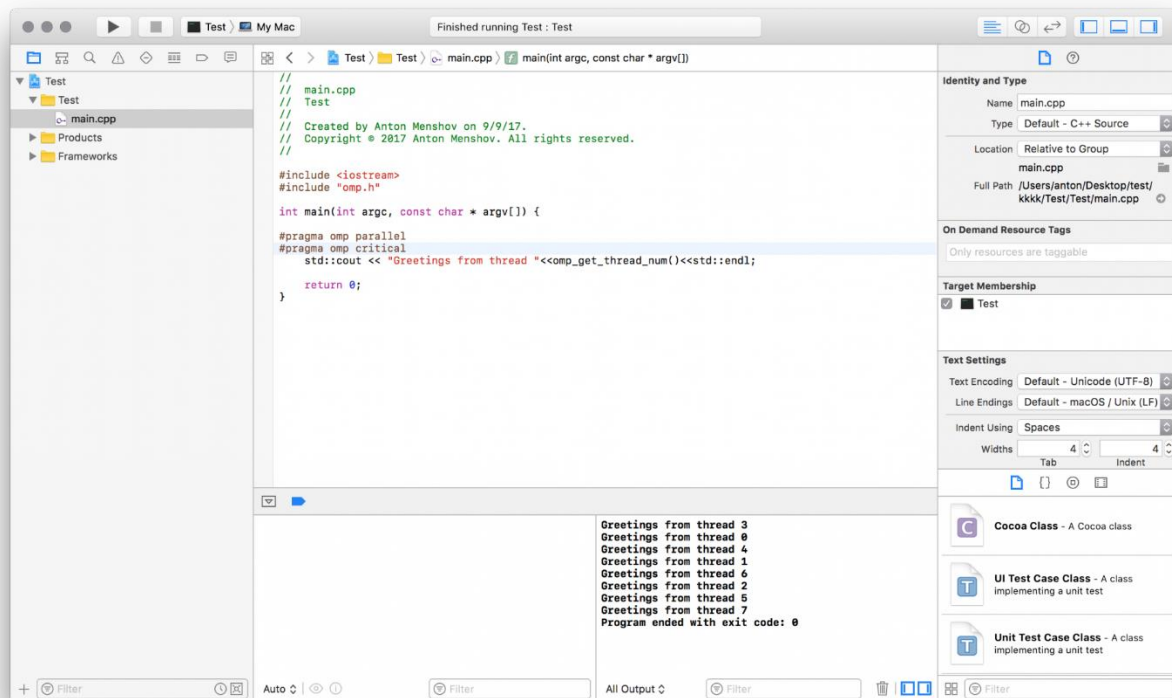 Test 〉 My Mac
Finished running Test : Test
Test 〉 Test 〉 main.cpp 〉 main(int argc, const char * argv[])
Test
Test
main.cpp
Products
Frameworks
//
//  main.cpp
//  Test
//
//  Created by Anton Menshov on 9/9/17.
//  Copyright © 2017 Anton Menshov. All rights reserved.
//
#include <iostream>
#include "omp.h"
int main(int argc, const char * argv[]) {
#pragma omp parallel
#pragma omp critical
    std::cout << "Greetings from thread "<<omp_get_thread_num()<<std::endl;
    return 0;
}
Identity and Type
Name main.cpp
Type Default - C++ Source
Location Relative to Group
main.cpp
Full Path /Users/anton/Desktop/test/
kkkk/Test/Test/main.cpp
On Demand Resource Tags
Only resources are taggable
Target Membership
Test
Text Settings
Text Encoding Default - Unicode (UTF-8)
Line Endings Default - macOS / Unix (LF)
Indent Using Spaces
Widths 4 4
Tab Indent
Greetings from thread 3
Greetings from thread 0
Greetings from thread 4
Greetings from thread 1
Greetings from thread 6
Greetings from thread 2
Greetings from thread 5
Greetings from thread 7
Program ended with exit code: 0
C
Cocoa Class - A Cocoa class
T
UI Test Case Class - A class
implementing a unit test
T
Unit Test Case Class - A class
implementing a unit test
Filter
Auto
Filter
All Output
Filter
Filter